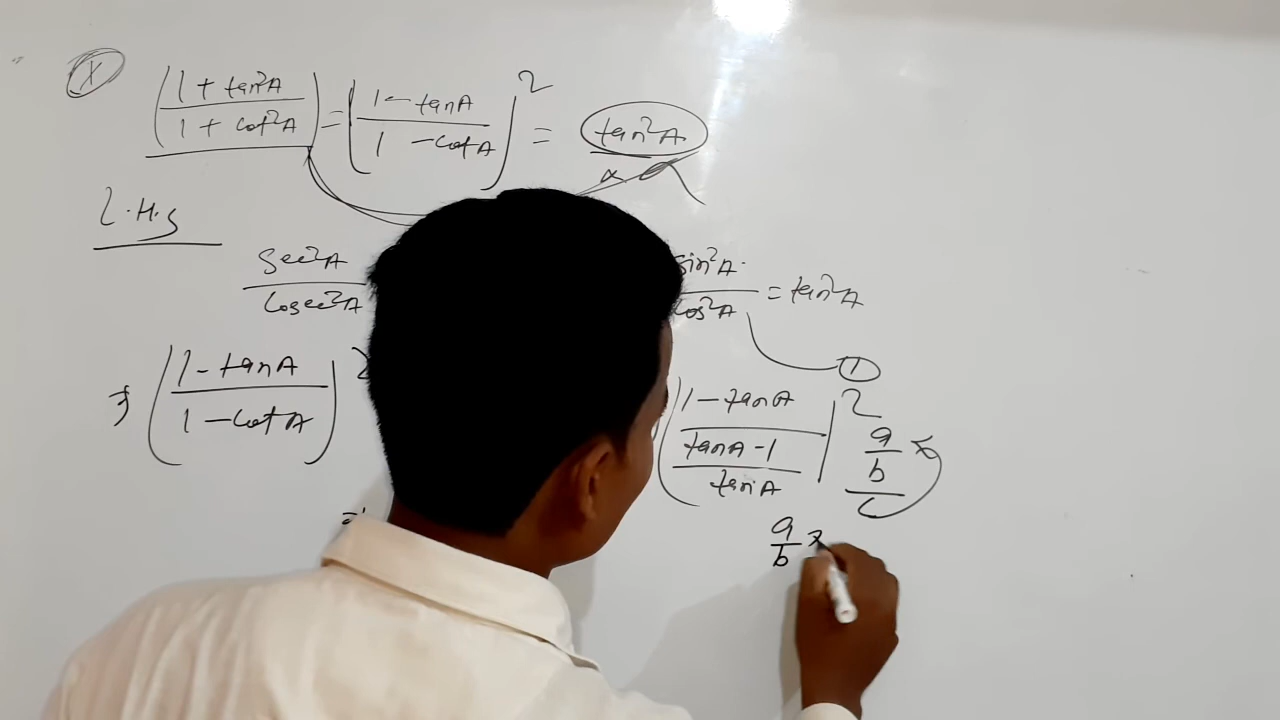 (X) ((1 + tan²A)/(1 + cot²A)) = ((1 - tanA)/(1 - cotA))² = tan²A
L.H.S
sec²A/cosec²A sin²A/cos²A = tan²A
(1)
⇒ ((1 - tanA)/(1 - cotA))² ((1 - tanA)/((tanA - 1)/tanA))²
(a/b)/c ×
= a/b ×